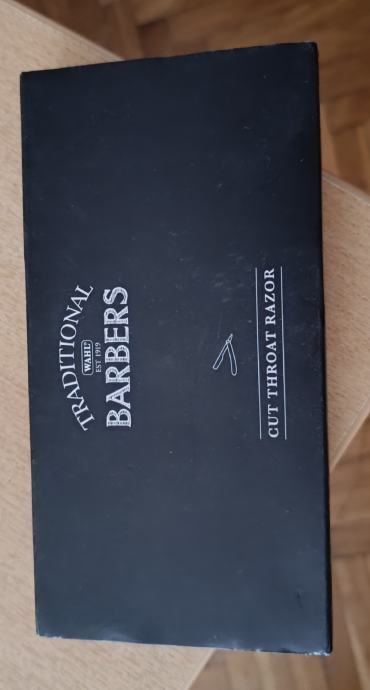 TRADITIONAL
WAHL
EST 1919
BARBERS
CUT THROAT RAZOR